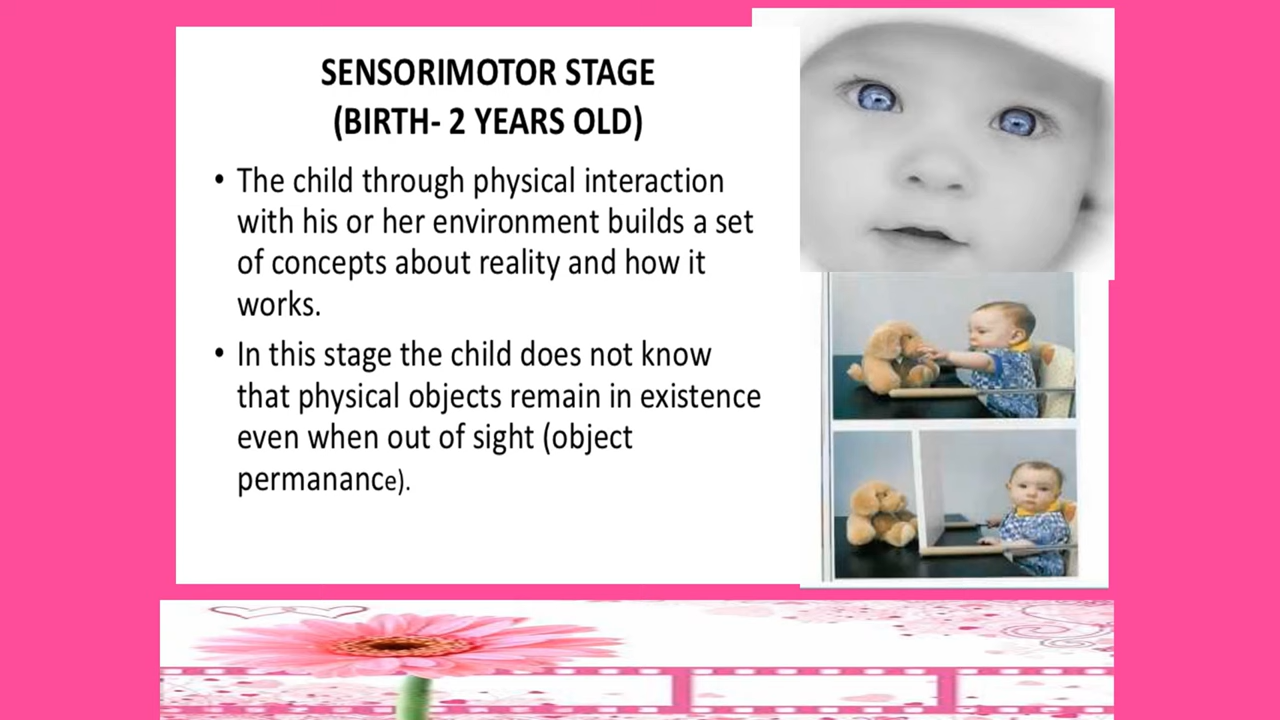 SENSORIMOTOR STAGE
(BIRTH- 2 YEARS OLD)
• The child through physical interaction
with his or her environment builds a set
of concepts about reality and how it
works.
• In this stage the child does not know
that physical objects remain in existence
even when out of sight (object
permanance).